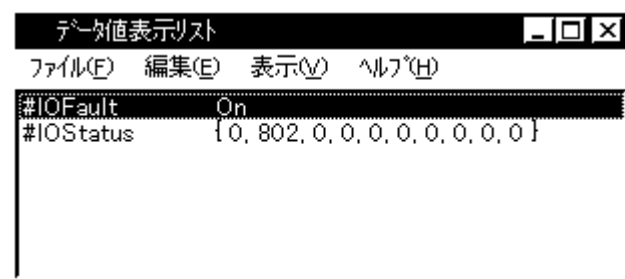 データ値表示リスト
ファイル(F) 編集(E) 表示(V) ヘルプ(H)
#IOFault On
#IOStatus {0, 802, 0, 0, 0, 0, 0, 0, 0, 0}